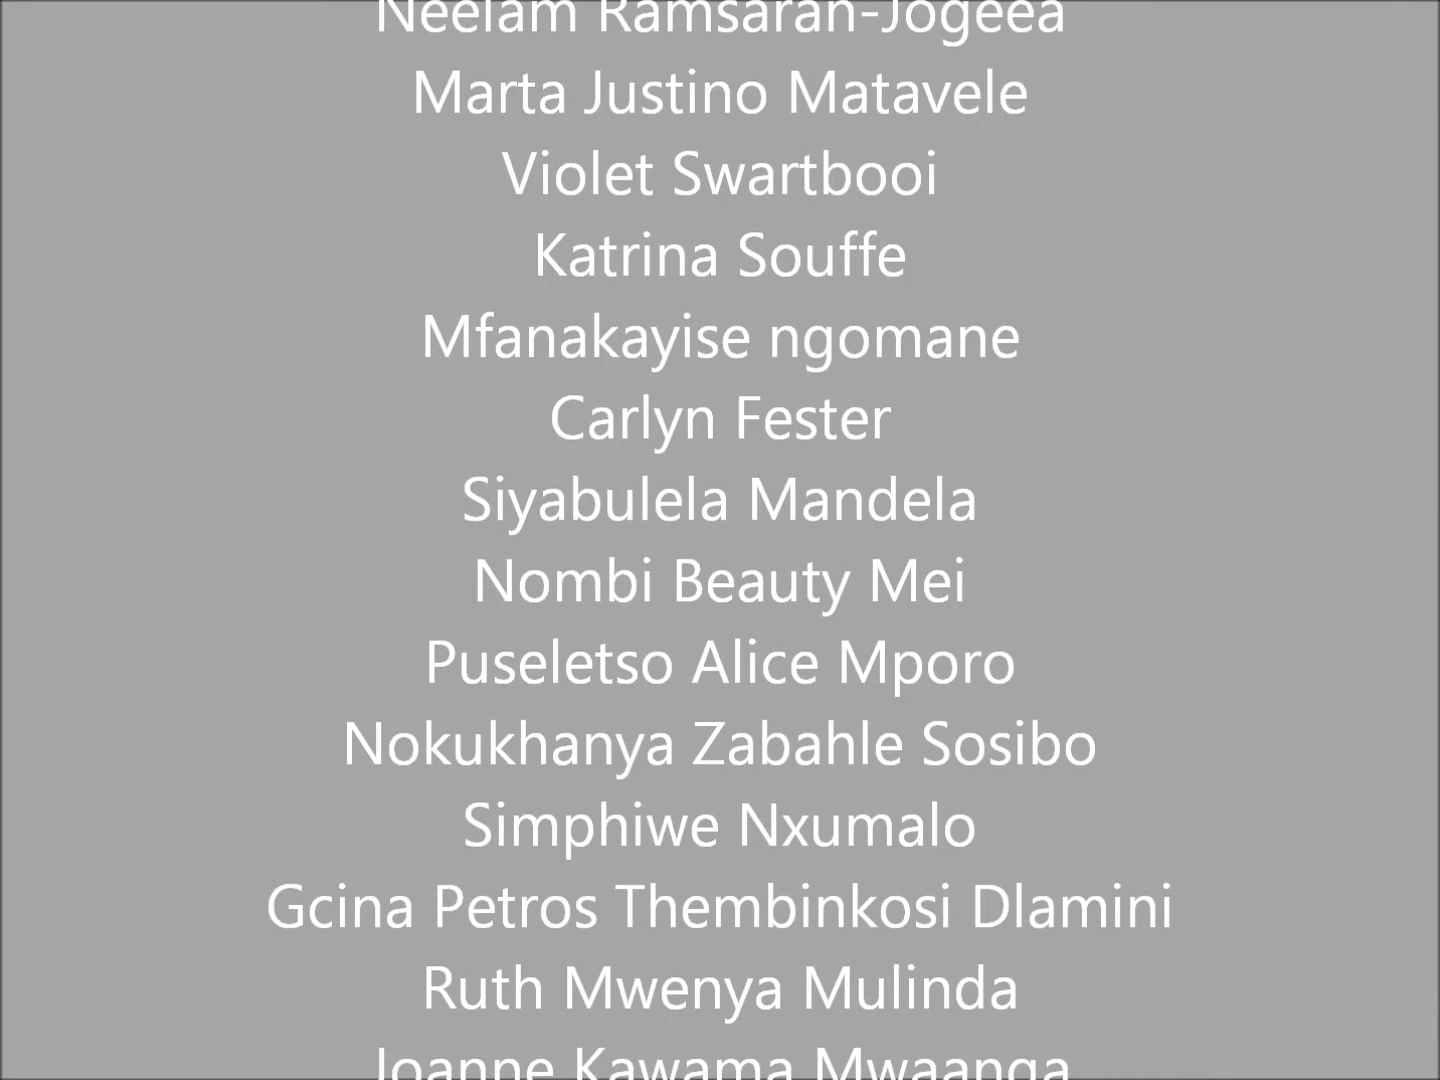 Neelam Ramsaran-Jogeea
Marta Justino Matavele
Violet Swartbooi
Katrina Souffe
Mfanakayise ngomane
Carlyn Fester
Siyabulela Mandela
Nombi Beauty Mei
Puseletso Alice Mporo
Nokukhanya Zabahle Sosibo
Simphiwe Nxumalo
Gcina Petros Thembinkosi Dlamini
Ruth Mwenya Mulinda
Joanne Kawama Mwaanga